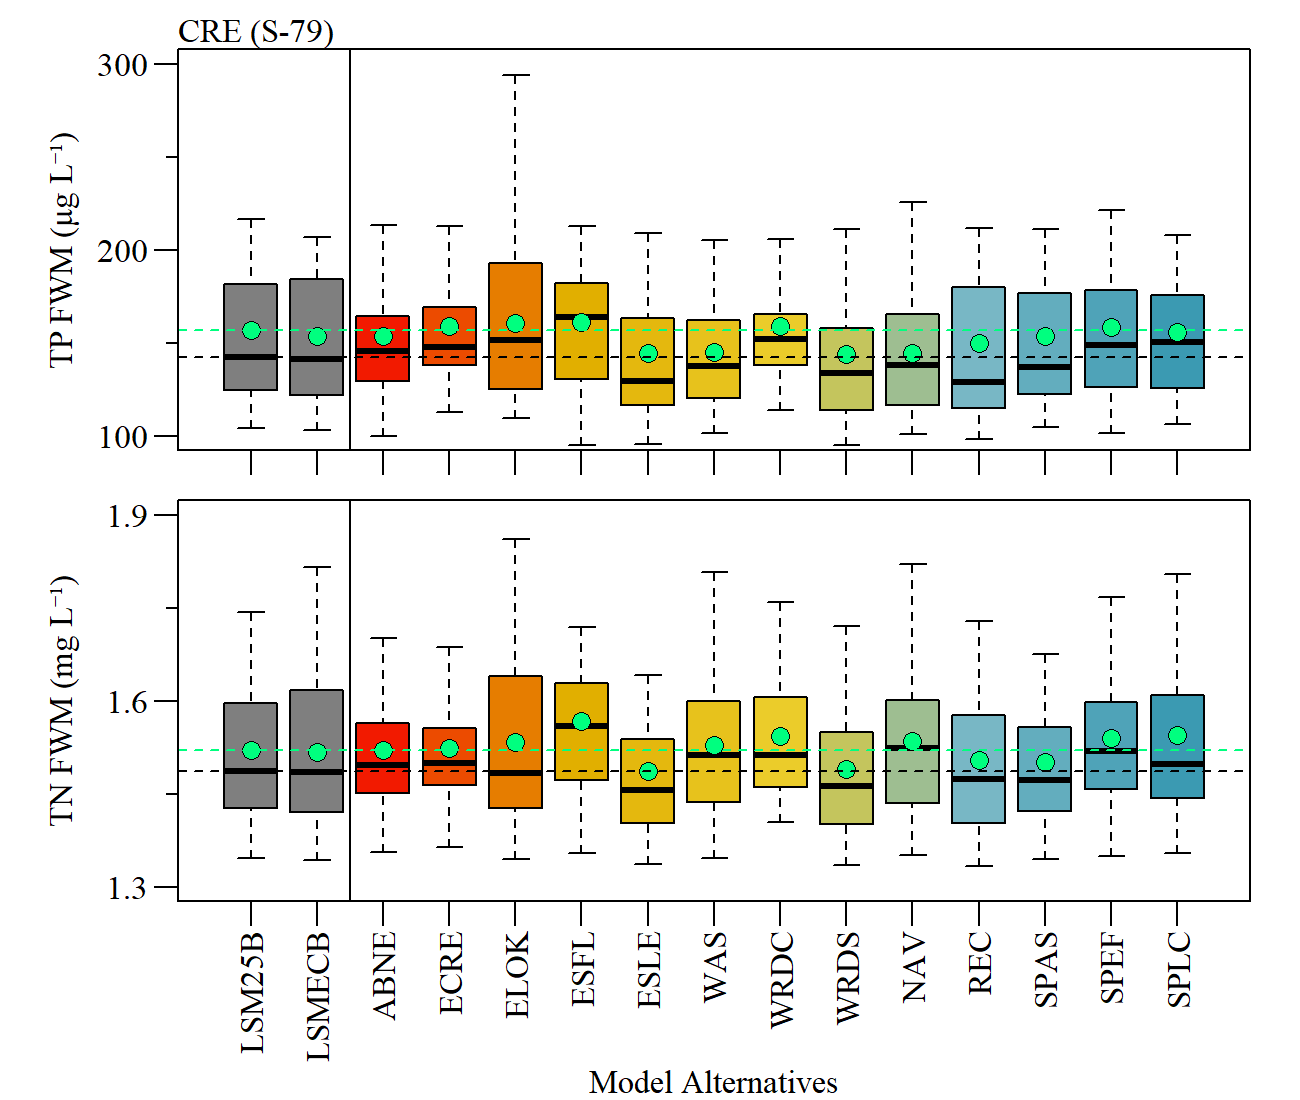 CRE (S-79)
TP FWM (μg L⁻¹)
300
200
100
TN FWM (mg L⁻¹)
1.9
1.6
1.3
LSM25B
LSMECB
ABNE
ECRE
ELOK
ESFL
ESLE
WAS
WRDC
WRDS
NAV
REC
SPAS
SPEF
SPLC
Model Alternatives